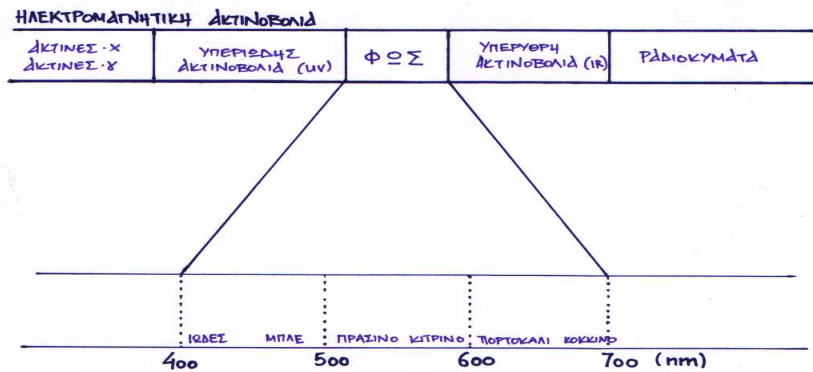 ΗΛΕΚΤΡΟΜΑΓΝΗΤΙΚΗ ΑΚΤΙΝΟΒΟΛΙΑ
ΑΚΤΙΝΕΣ-Χ
ΑΚΤΙΝΕΣ-γ
ΥΠΕΡΙΩΔΗΣ
ΑΚΤΙΝΟΒΟΛΙΑ (UV)
ΦΩΣ
ΥΠΕΡΥΘΡΗ
ΑΚΤΙΝΟΒΟΛΙΑ (IR)
ΡΑΔΙΟΚΥΜΑΤΑ
ΙΩΔΕΣ ΜΠΛΕ ΠΡΑΣΙΝΟ ΚΙΤΡΙΝΟ ΠΟΡΤΟΚΑΛΙ ΚΟΚΚΙΝΟ
400 500 600 700 (nm)